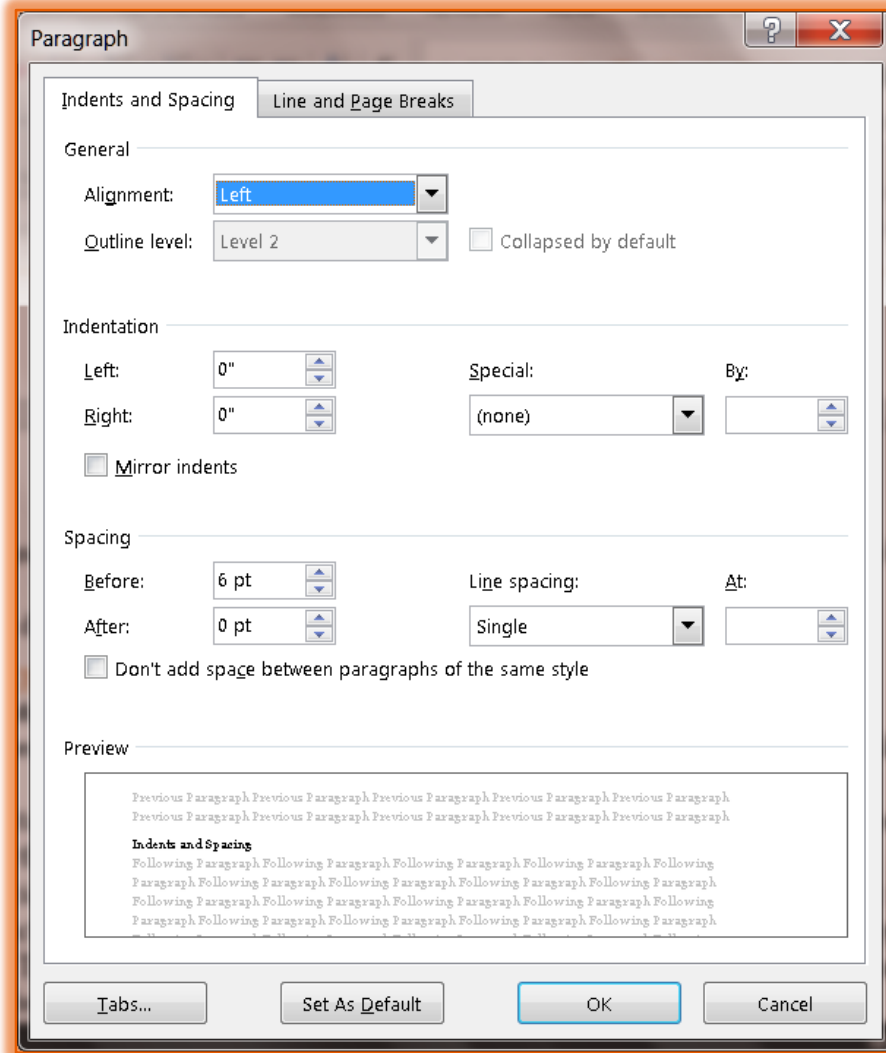 Paragraph
Indents and Spacing
Line and Page Breaks
General
Alignment:
Left
Outline level:
Level 2
Collapsed by default
Indentation
Left:
0"
Special:
By:
Right:
0"
(none)
Mirror indents
Spacing
Before:
6 pt
Line spacing:
At:
After:
0 pt
Single
Don't add space between paragraphs of the same style
Preview
Previous Paragraph Previous Paragraph Previous Paragraph Previous Paragraph Previous Paragraph
Previous Paragraph Previous Paragraph Previous Paragraph Previous Paragraph Previous Paragraph
Indents and Spacing
Following Paragraph Following Paragraph Following Paragraph Following Paragraph Following
Paragraph Following Paragraph Following Paragraph Following Paragraph Following Paragraph
Following Paragraph Following Paragraph Following Paragraph Following Paragraph Following
Paragraph Following Paragraph Following Paragraph Following Paragraph Following Paragraph
Tabs...
Set As Default
OK
Cancel